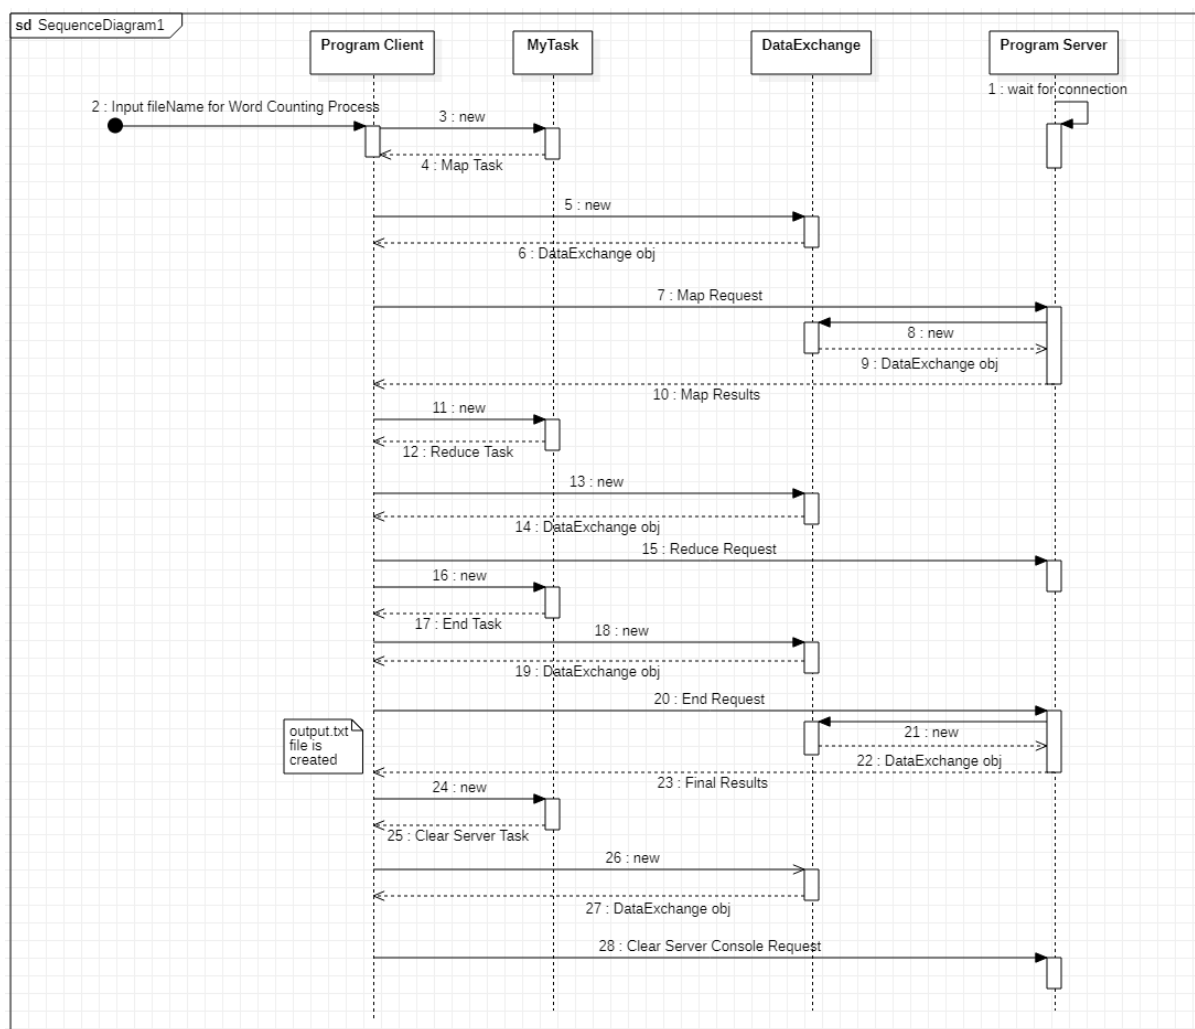 sd SequenceDiagram1
Program Client
MyTask
DataExchange
Program Server
1 : wait for connection
2 : Input fileName for Word Counting Process
3 : new
4 : Map Task
5 : new
6 : DataExchange obj
7 : Map Request
8 : new
9 : DataExchange obj
10 : Map Results
11 : new
12 : Reduce Task
13 : new
14 : DataExchange obj
15 : Reduce Request
16 : new
17 : End Task
18 : new
19 : DataExchange obj
20 : End Request
output.txt
file is
created
21 : new
22 : DataExchange obj
23 : Final Results
24 : new
25 : Clear Server Task
26 : new
27 : DataExchange obj
28 : Clear Server Console Request